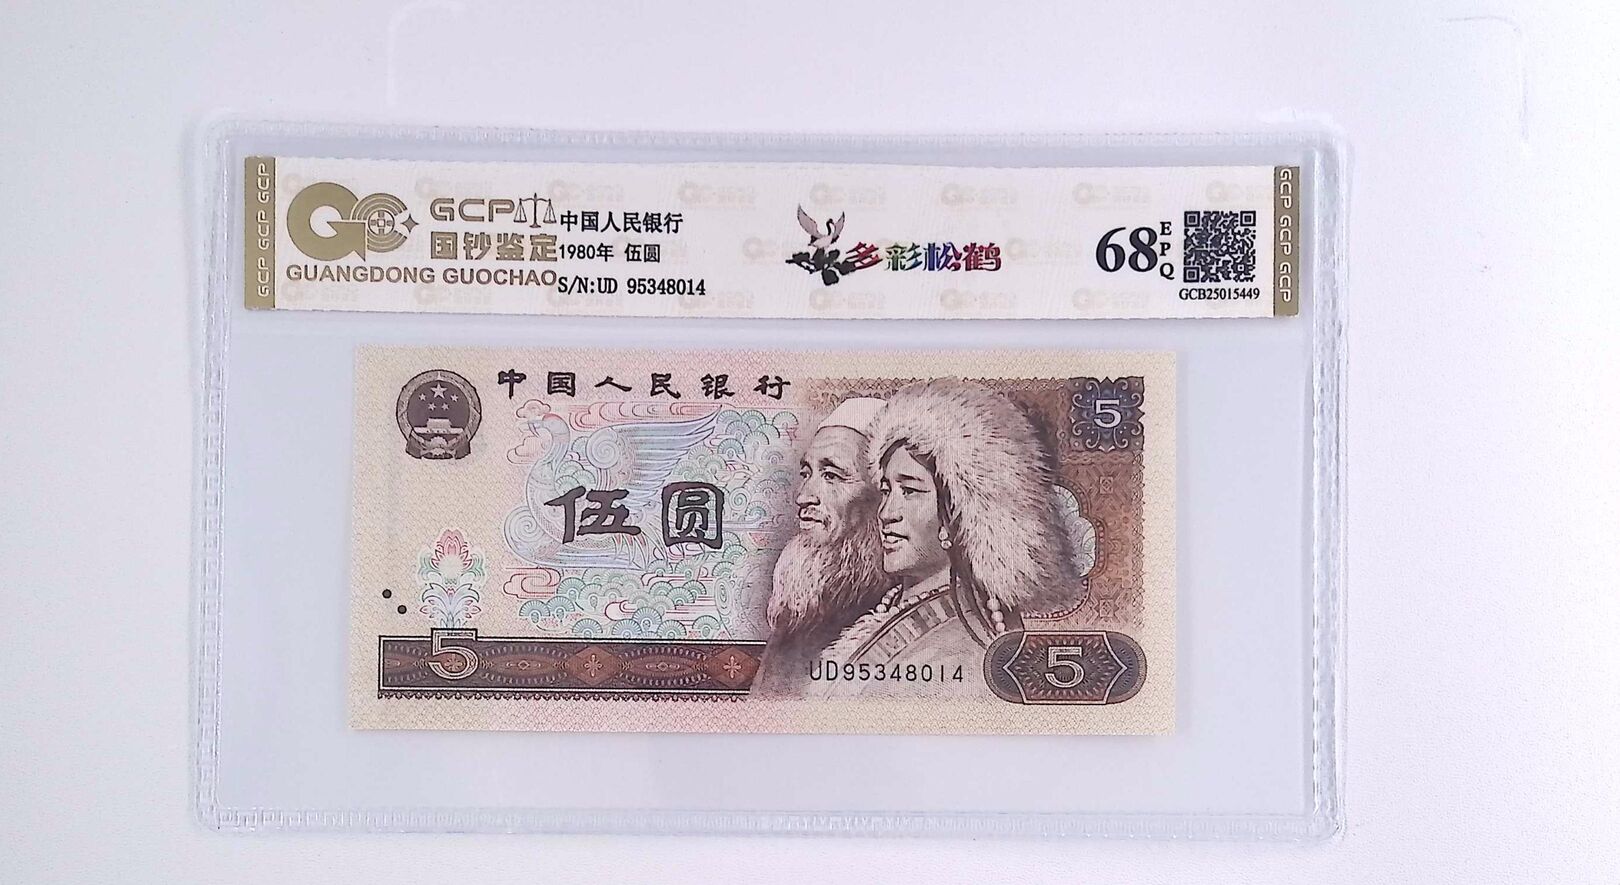 GCP GCP GCP
GCP
国钞鉴定
GUANGDONG GUOCHAO
中国人民银行
1980年 伍圆
S/N:UD 95348014
多彩松鹤
68
EPQ
GCB25015449
GCP GCP GCP
中国人民银行
5
伍圆
5
UD95348014
5